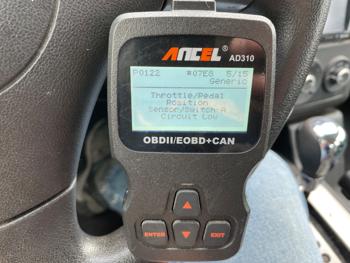 ANCEL
AD310
P0122 #07E8 5/15
Generic
Throttle/Pedal
Position
Sensor/Switch A
Circuit Low
OBDII/EOBD+CAN
ENTER
EXIT